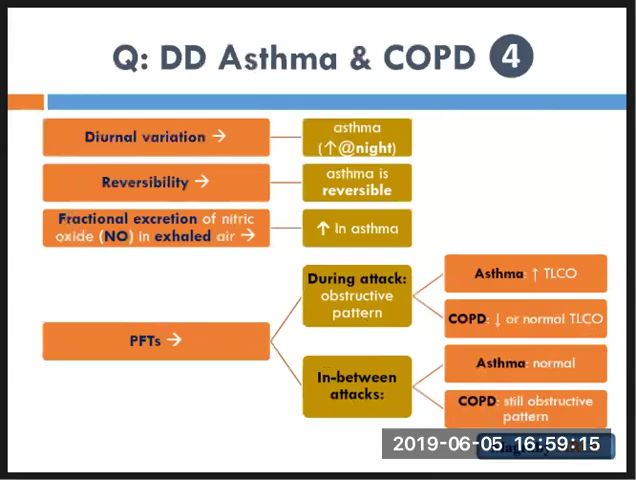 Q: DD Asthma & COPD 4
Diurnal variation →
asthma
(↑@night)
Reversibility →
asthma is
reversible
Fractional excretion of nitric
oxide (NO) in exhaled air →
↑ In asthma
PFTs →
During attack:
obstructive
pattern
Asthma: ↑ TLCO
COPD: ↓ or normal TLCO
In-between
attacks:
Asthma: normal
COPD: still obstructive
pattern
2019-06-05 16:59:15